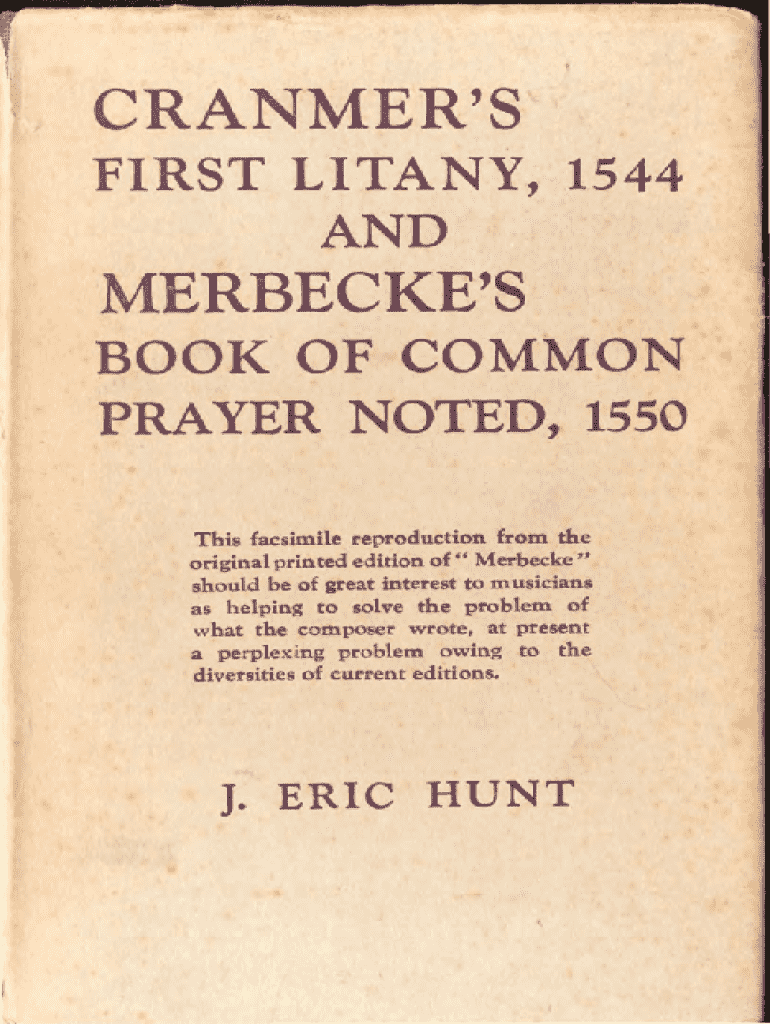 CRANMER'S
FIRST LITANY, 1544
AND
MERBECKE'S
BOOK OF COMMON
PRAYER NOTED, 1550
This facsimile reproduction from the
original printed edition of “ Merbecke ”
should be of great interest to musicians
as helping to solve the problem of
what the composer wrote, at present
a perplexing problem owing to the
diversities of current editions.
J. ERIC HUNT